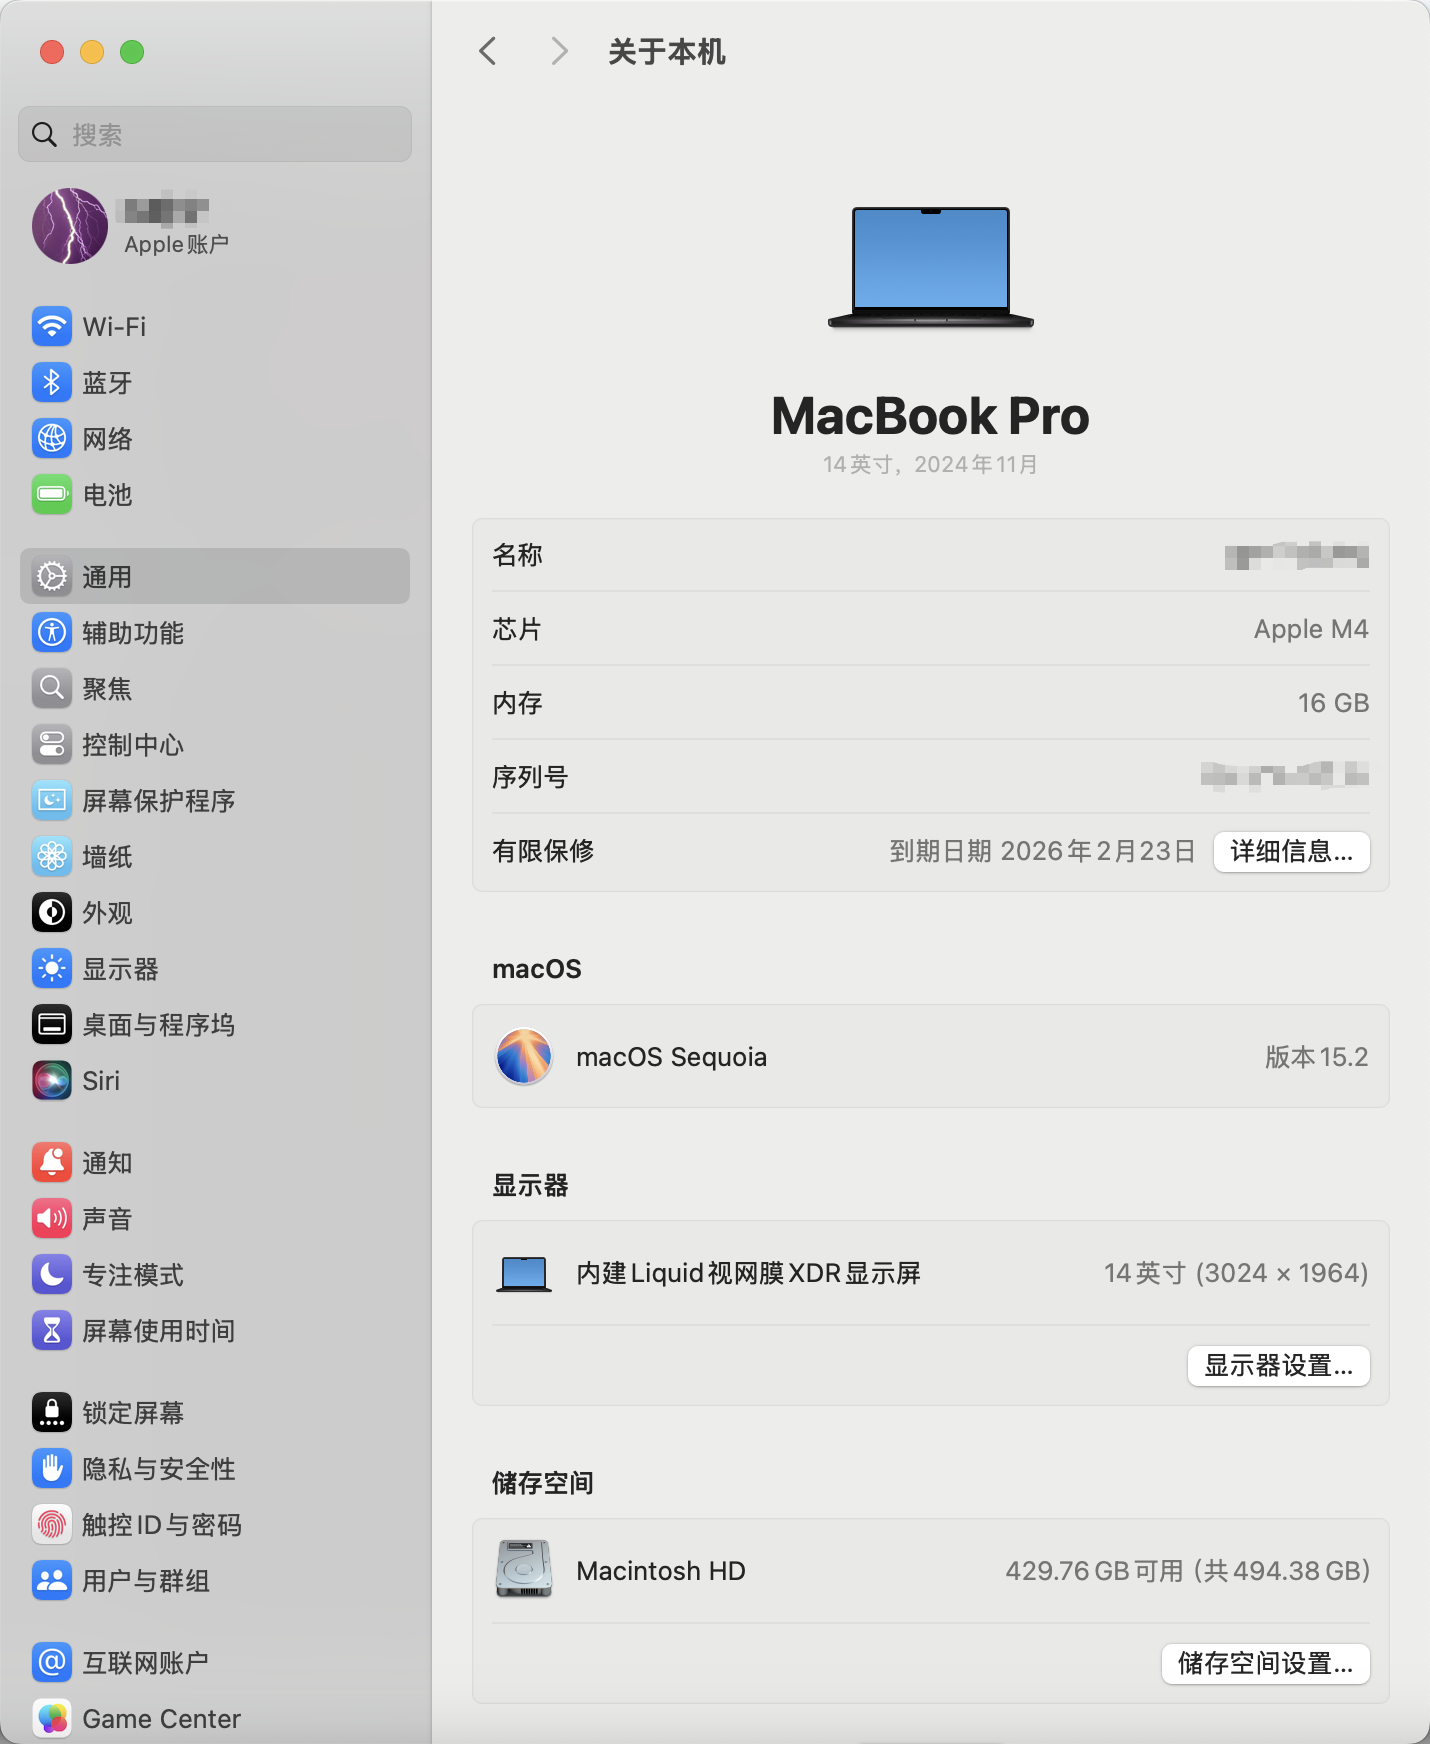 关于本机
搜索
Apple账户
Wi-Fi
蓝牙
网络
电池
通用
辅助功能
聚焦
控制中心
屏幕保护程序
墙纸
外观
显示器
桌面与程序坞
Siri
通知
声音
专注模式
屏幕使用时间
锁定屏幕
隐私与安全性
触控ID与密码
用户与群组
互联网账户
Game Center
MacBook Pro
14英寸，2024年11月
名称
芯片 Apple M4
内存 16 GB
序列号
有限保修 到期日期 2026年2月23日 详细信息...
macOS
macOS Sequoia 版本15.2
显示器
内建Liquid视网膜XDR显示屏 14英寸 (3024 × 1964)
显示器设置...
储存空间
Macintosh HD 429.76 GB可用（共494.38 GB）
储存空间设置...